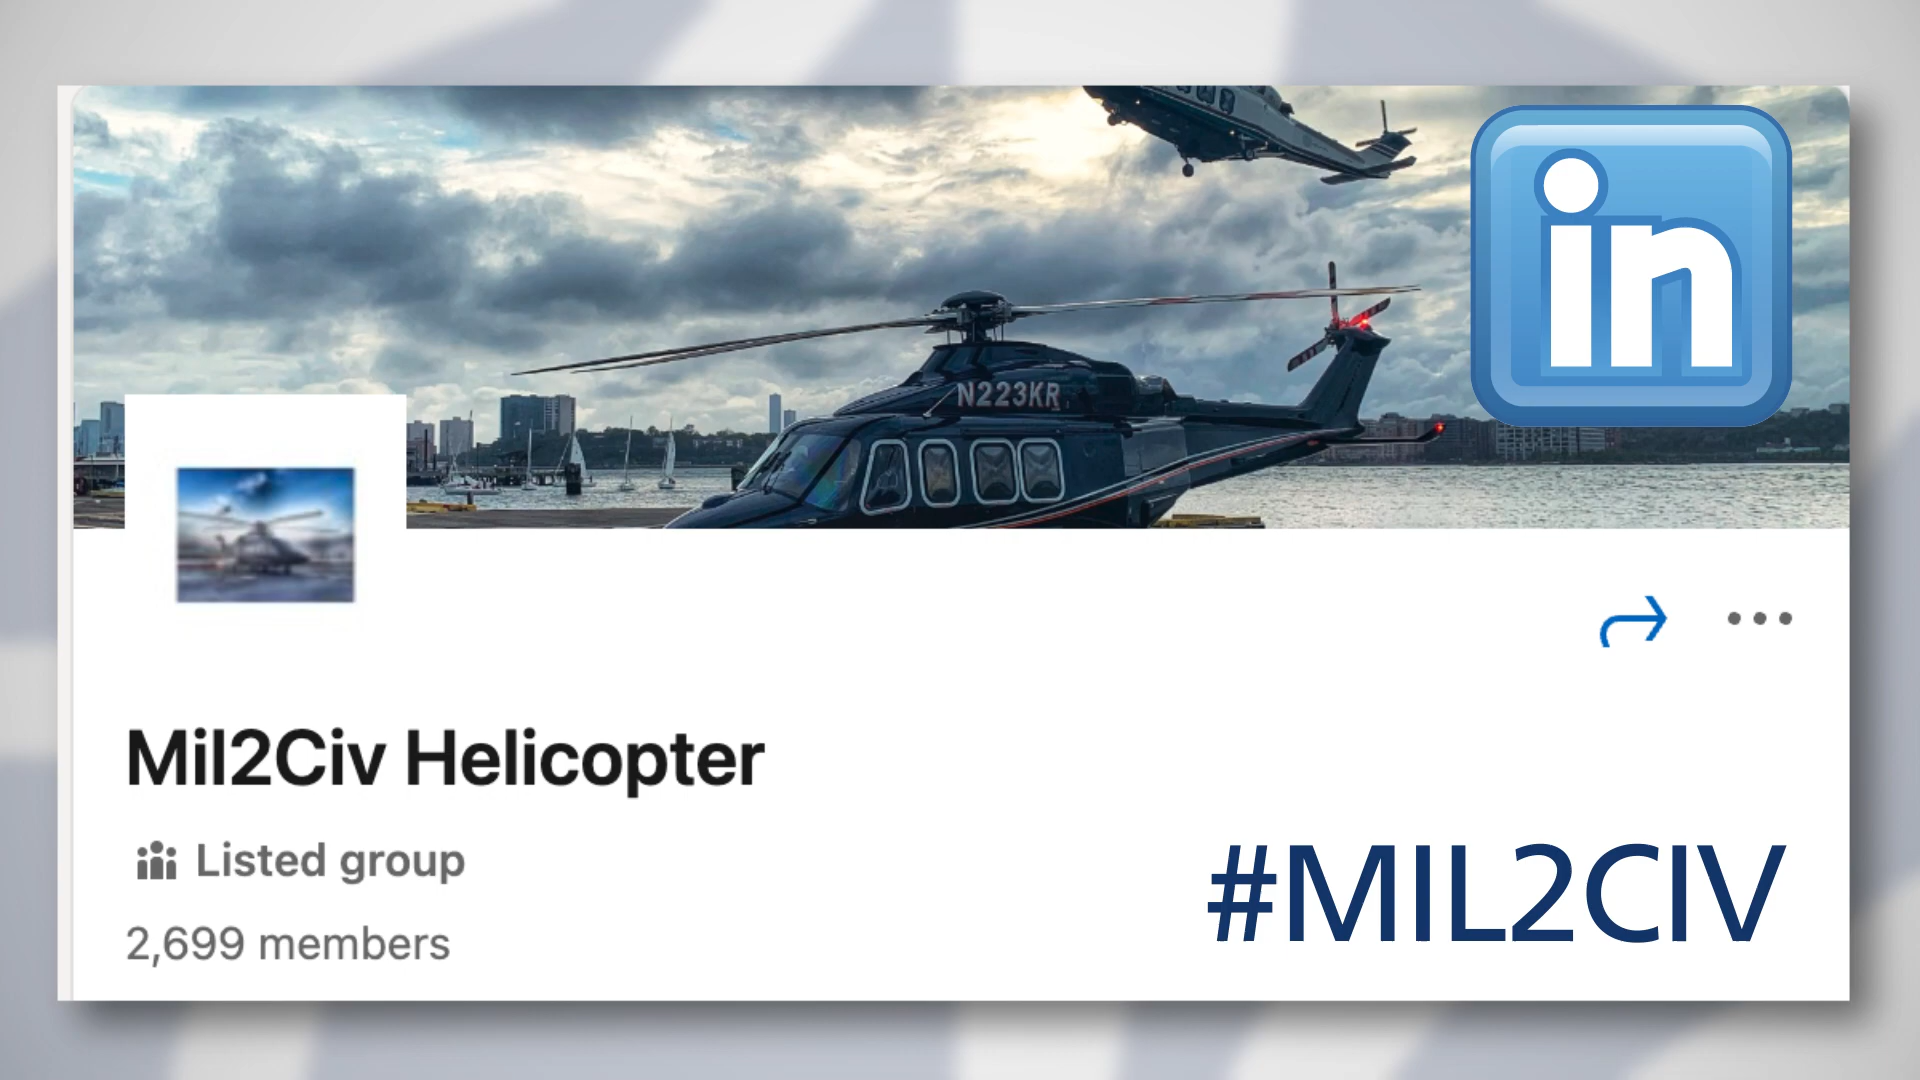 in
N223KR
Mil2Civ Helicopter
Listed group
2,699 members
#MIL2CIV